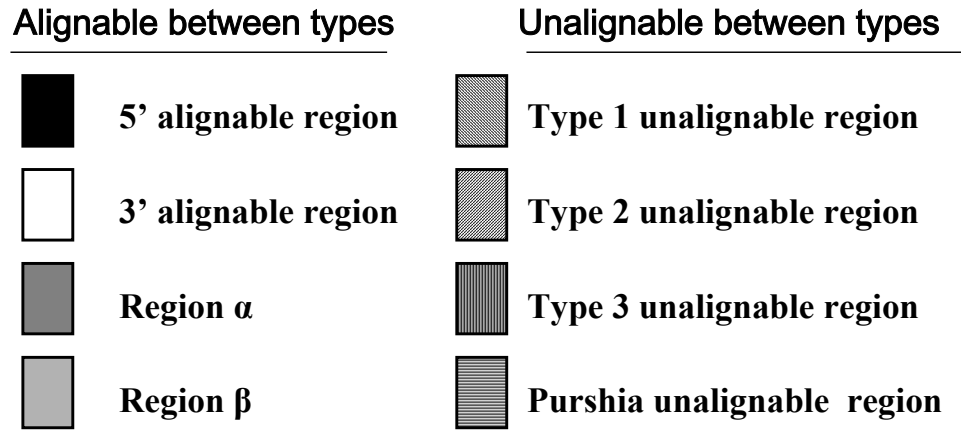 Alignable between types
5’ alignable region
3’ alignable region
Region α
Region β
Unalignable between types
Type 1 unalignable region
Type 2 unalignable region
Type 3 unalignable region
Purshia unalignable region